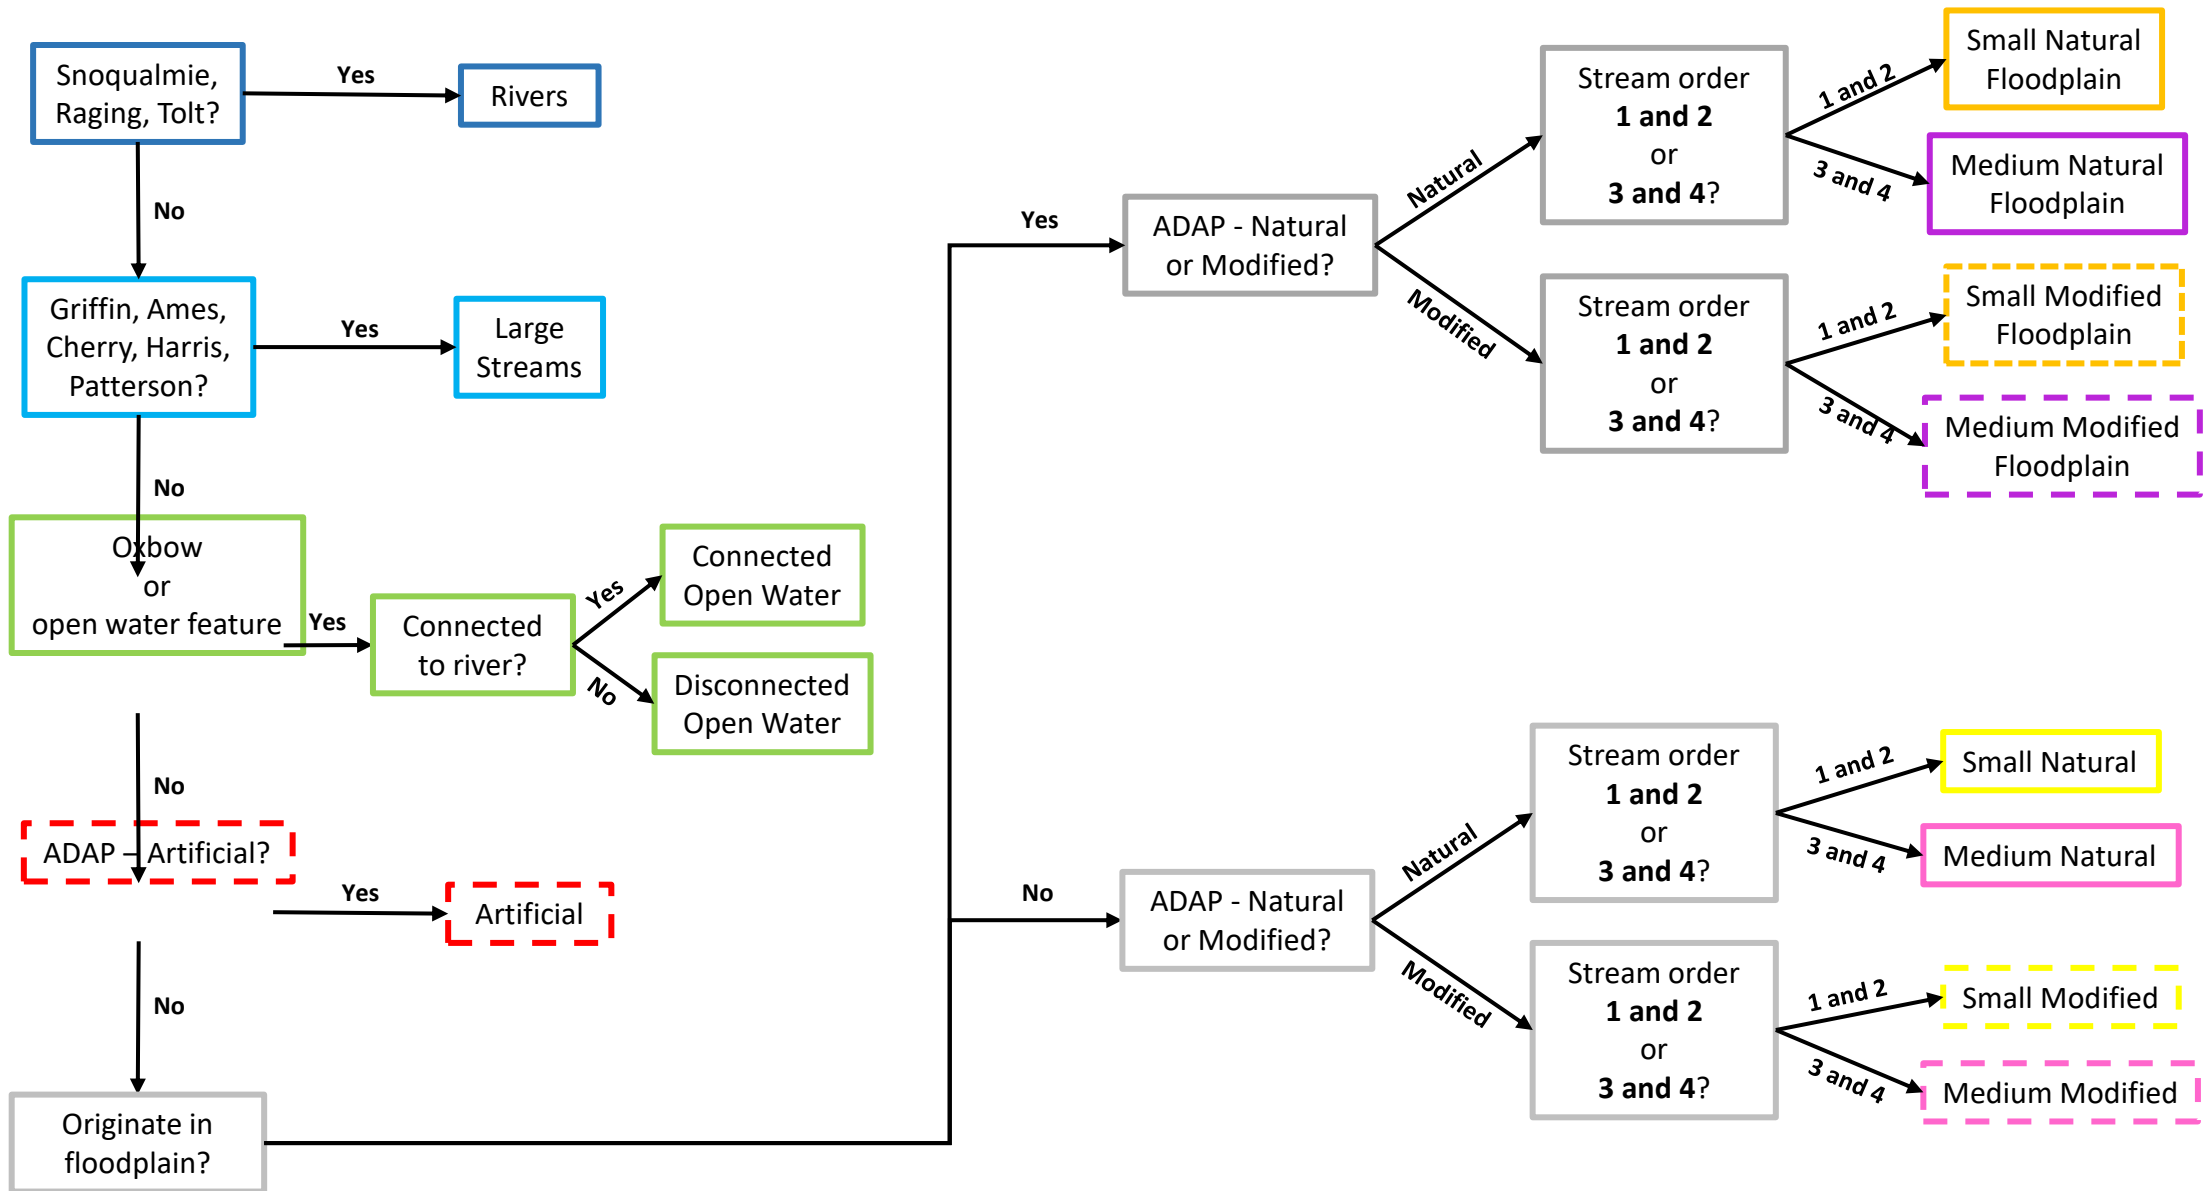 Snoqualmie,
Raging, Tolt?
Yes
Rivers
No
Griffin, Ames,
Cherry, Harris,
Patterson?
Yes
Large
Streams
No
Oxbow
or
open water feature
Yes
Connected
to river?
Yes
Connected
Open Water
No
Disconnected
Open Water
No
ADAP – Artificial?
Yes
Artificial
No
Originate in
floodplain?
Yes
ADAP - Natural
or Modified?
Natural
Stream order
1 and 2
or
3 and 4?
1 and 2
Small Natural
Floodplain
3 and 4
Medium Natural
Floodplain
Modified
Stream order
1 and 2
or
3 and 4?
1 and 2
Small Modified
Floodplain
3 and 4
Medium Modified
Floodplain
No
ADAP - Natural
or Modified?
Natural
Stream order
1 and 2
or
3 and 4?
1 and 2
Small Natural
3 and 4
Medium Natural
Modified
Stream order
1 and 2
or
3 and 4?
1 and 2
Small Modified
3 and 4
Medium Modified